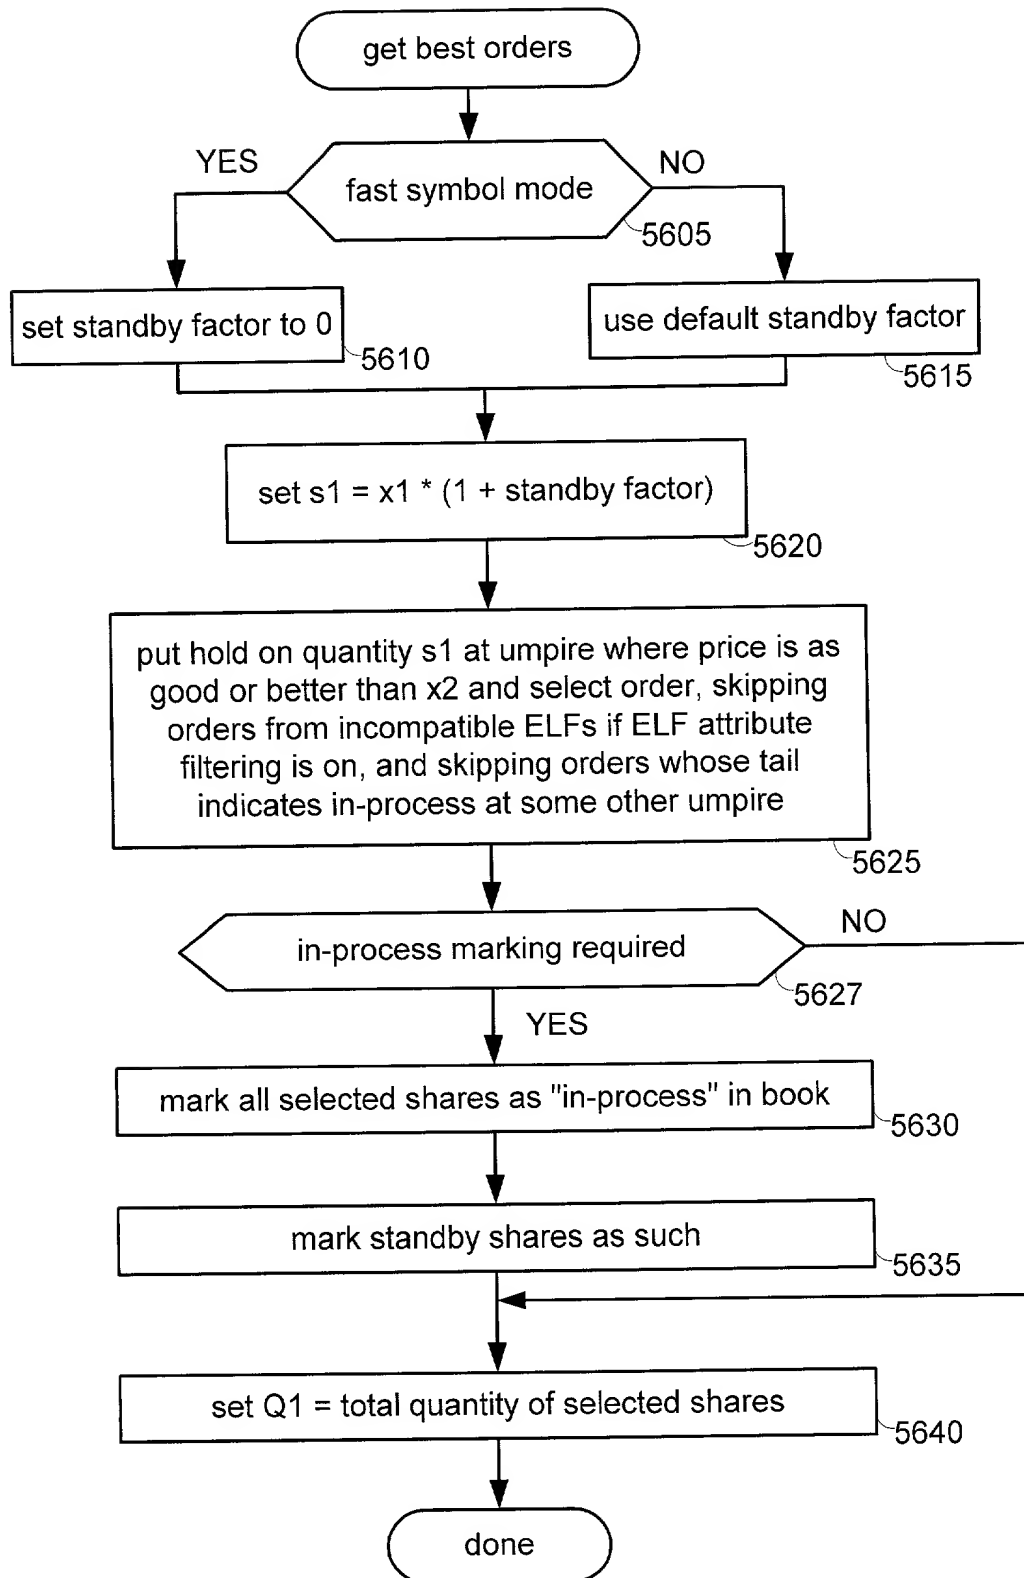 get best orders
YES
NO
fast symbol mode
5605
set standby factor to 0
5610
use default standby factor
5615
set s1 = x1 * (1 + standby factor)
5620
put hold on quantity s1 at umpire where price is as
good or better than x2 and select order, skipping
orders from incompatible ELFs if ELF attribute
filtering is on, and skipping orders whose tail
indicates in-process at some other umpire
5625
NO
in-process marking required
5627
YES
mark all selected shares as "in-process" in book
5630
mark standby shares as such
5635
set Q1 = total quantity of selected shares
5640
done